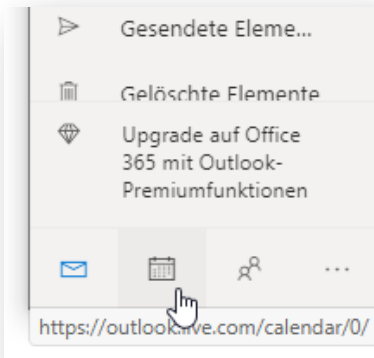 Gesendete Eleme...
Gelöschte Elemente
Upgrade auf Office
365 mit Outlook-
Premiumfunktionen
https://outlook.live.com/calendar/0/